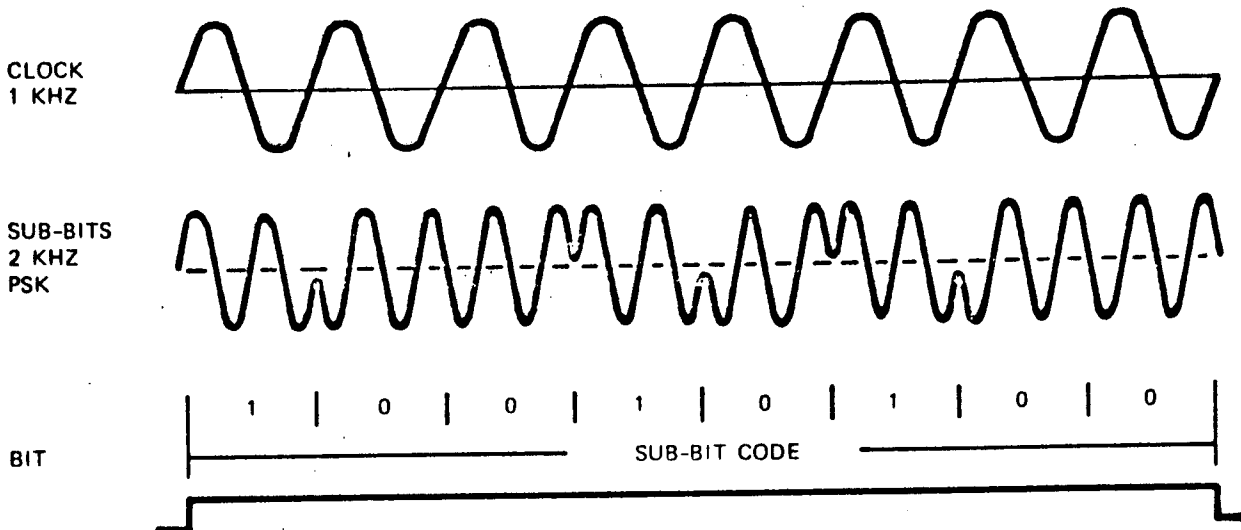 CLOCK
1 KHZ
SUB-BITS
2 KHZ
PSK
1 | 0 | 0 | 1 | 0 | 1 | 0 | 0
BIT
SUB-BIT CODE